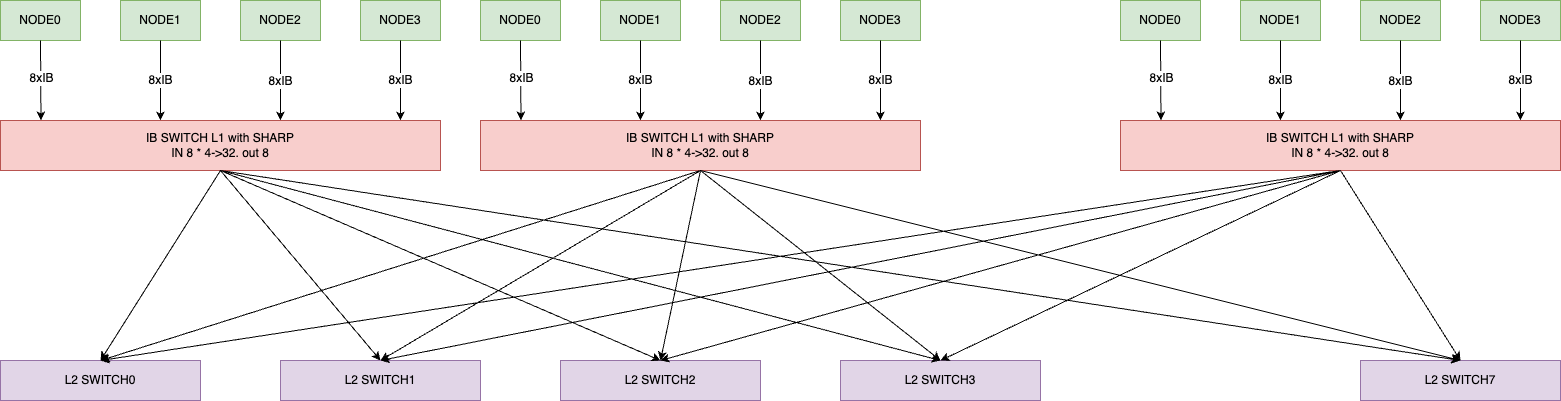 NODE0
NODE1
NODE2
NODE3
NODE0
NODE1
NODE2
NODE3
NODE0
NODE1
NODE2
NODE3
8xIB
8xIB
8xIB
8xIB
8xIB
8xIB
8xIB
8xIB
8xIB
8xIB
8xIB
8xIB
IB SWITCH L1 with SHARP
IN 8 * 4->32. out 8
IB SWITCH L1 with SHARP
IN 8 * 4->32. out 8
IB SWITCH L1 with SHARP
IN 8 * 4->32. out 8
L2 SWITCH0
L2 SWITCH1
L2 SWITCH2
L2 SWITCH3
L2 SWITCH7